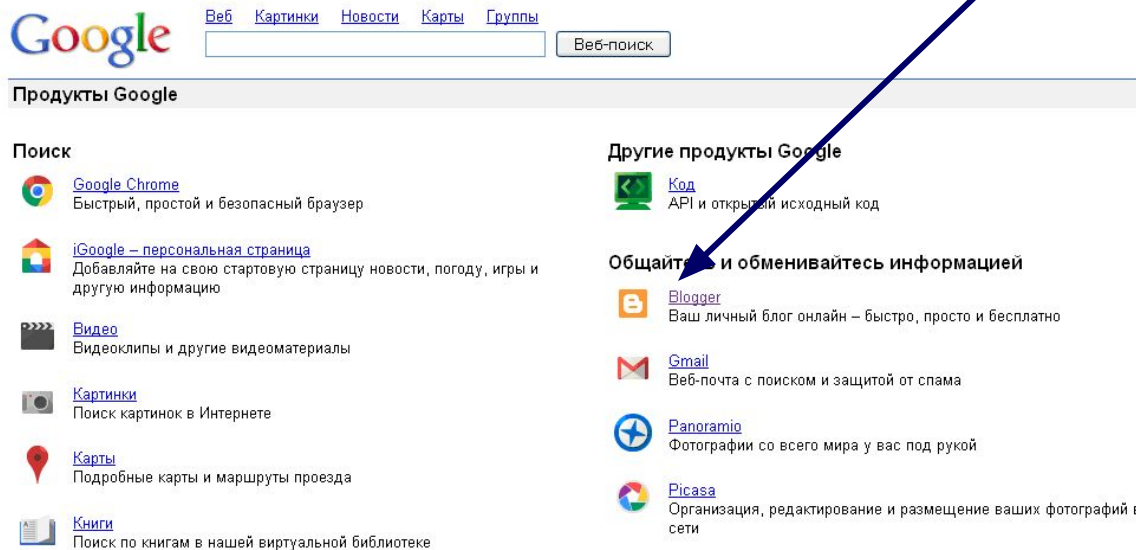 Google
Веб Картинки Новости Карты Группы
Веб-поиск
Продукты Google
Поиск
Google Chrome
Быстрый, простой и безопасный браузер
iGoogle – персональная страница
Добавляйте на свою стартовую страницу новости, погоду, игры и
другую информацию
Видео
Видеоклипы и другие видеоматериалы
Картинки
Поиск картинок в Интернете
Карты
Подробные карты и маршруты проезда
Книги
Поиск по книгам в нашей виртуальной библиотеке
Другие продукты Google
Код
API и открытый исходный код
Общайтесь и обменивайтесь информацией
Blogger
Ваш личный блог онлайн – быстро, просто и бесплатно
Gmail
Веб-почта с поиском и защитой от спама
Panoramio
Фотографии со всего мира у вас под рукой
Picasa
Организация, редактирование и размещение ваших фотографий в
сети